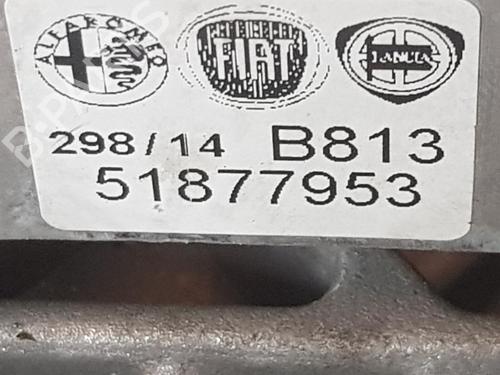 ALFA ROMEO
FIAT
LANCIA
298/14 B813
51877953